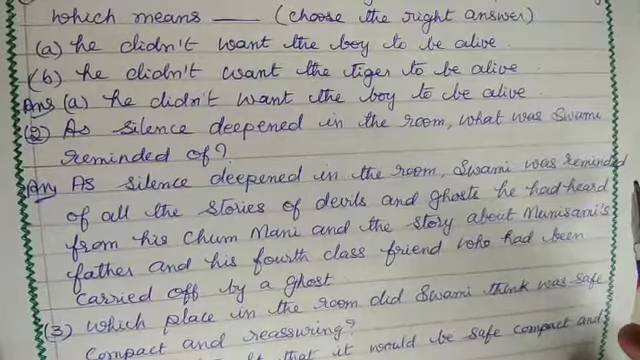 which means ____ (choose the right answer)
(a) he didn't want the boy to be alive.
(b) he didn't want the tiger to be alive.
Ans (a) he didn't want the boy to be alive.
(2) As silence deepened in the room, what was Swami
reminded of?
Ans As silence deepened in the room, Swami was reminded
of all the stories of devils and ghosts he had heard
from his chum Mani and the story about Munisami's
father and his fourth class friend who had been
carried off by a ghost
(3) which place in the room did Swami think was safe
compact and reassuring?
that it would be safe compact and